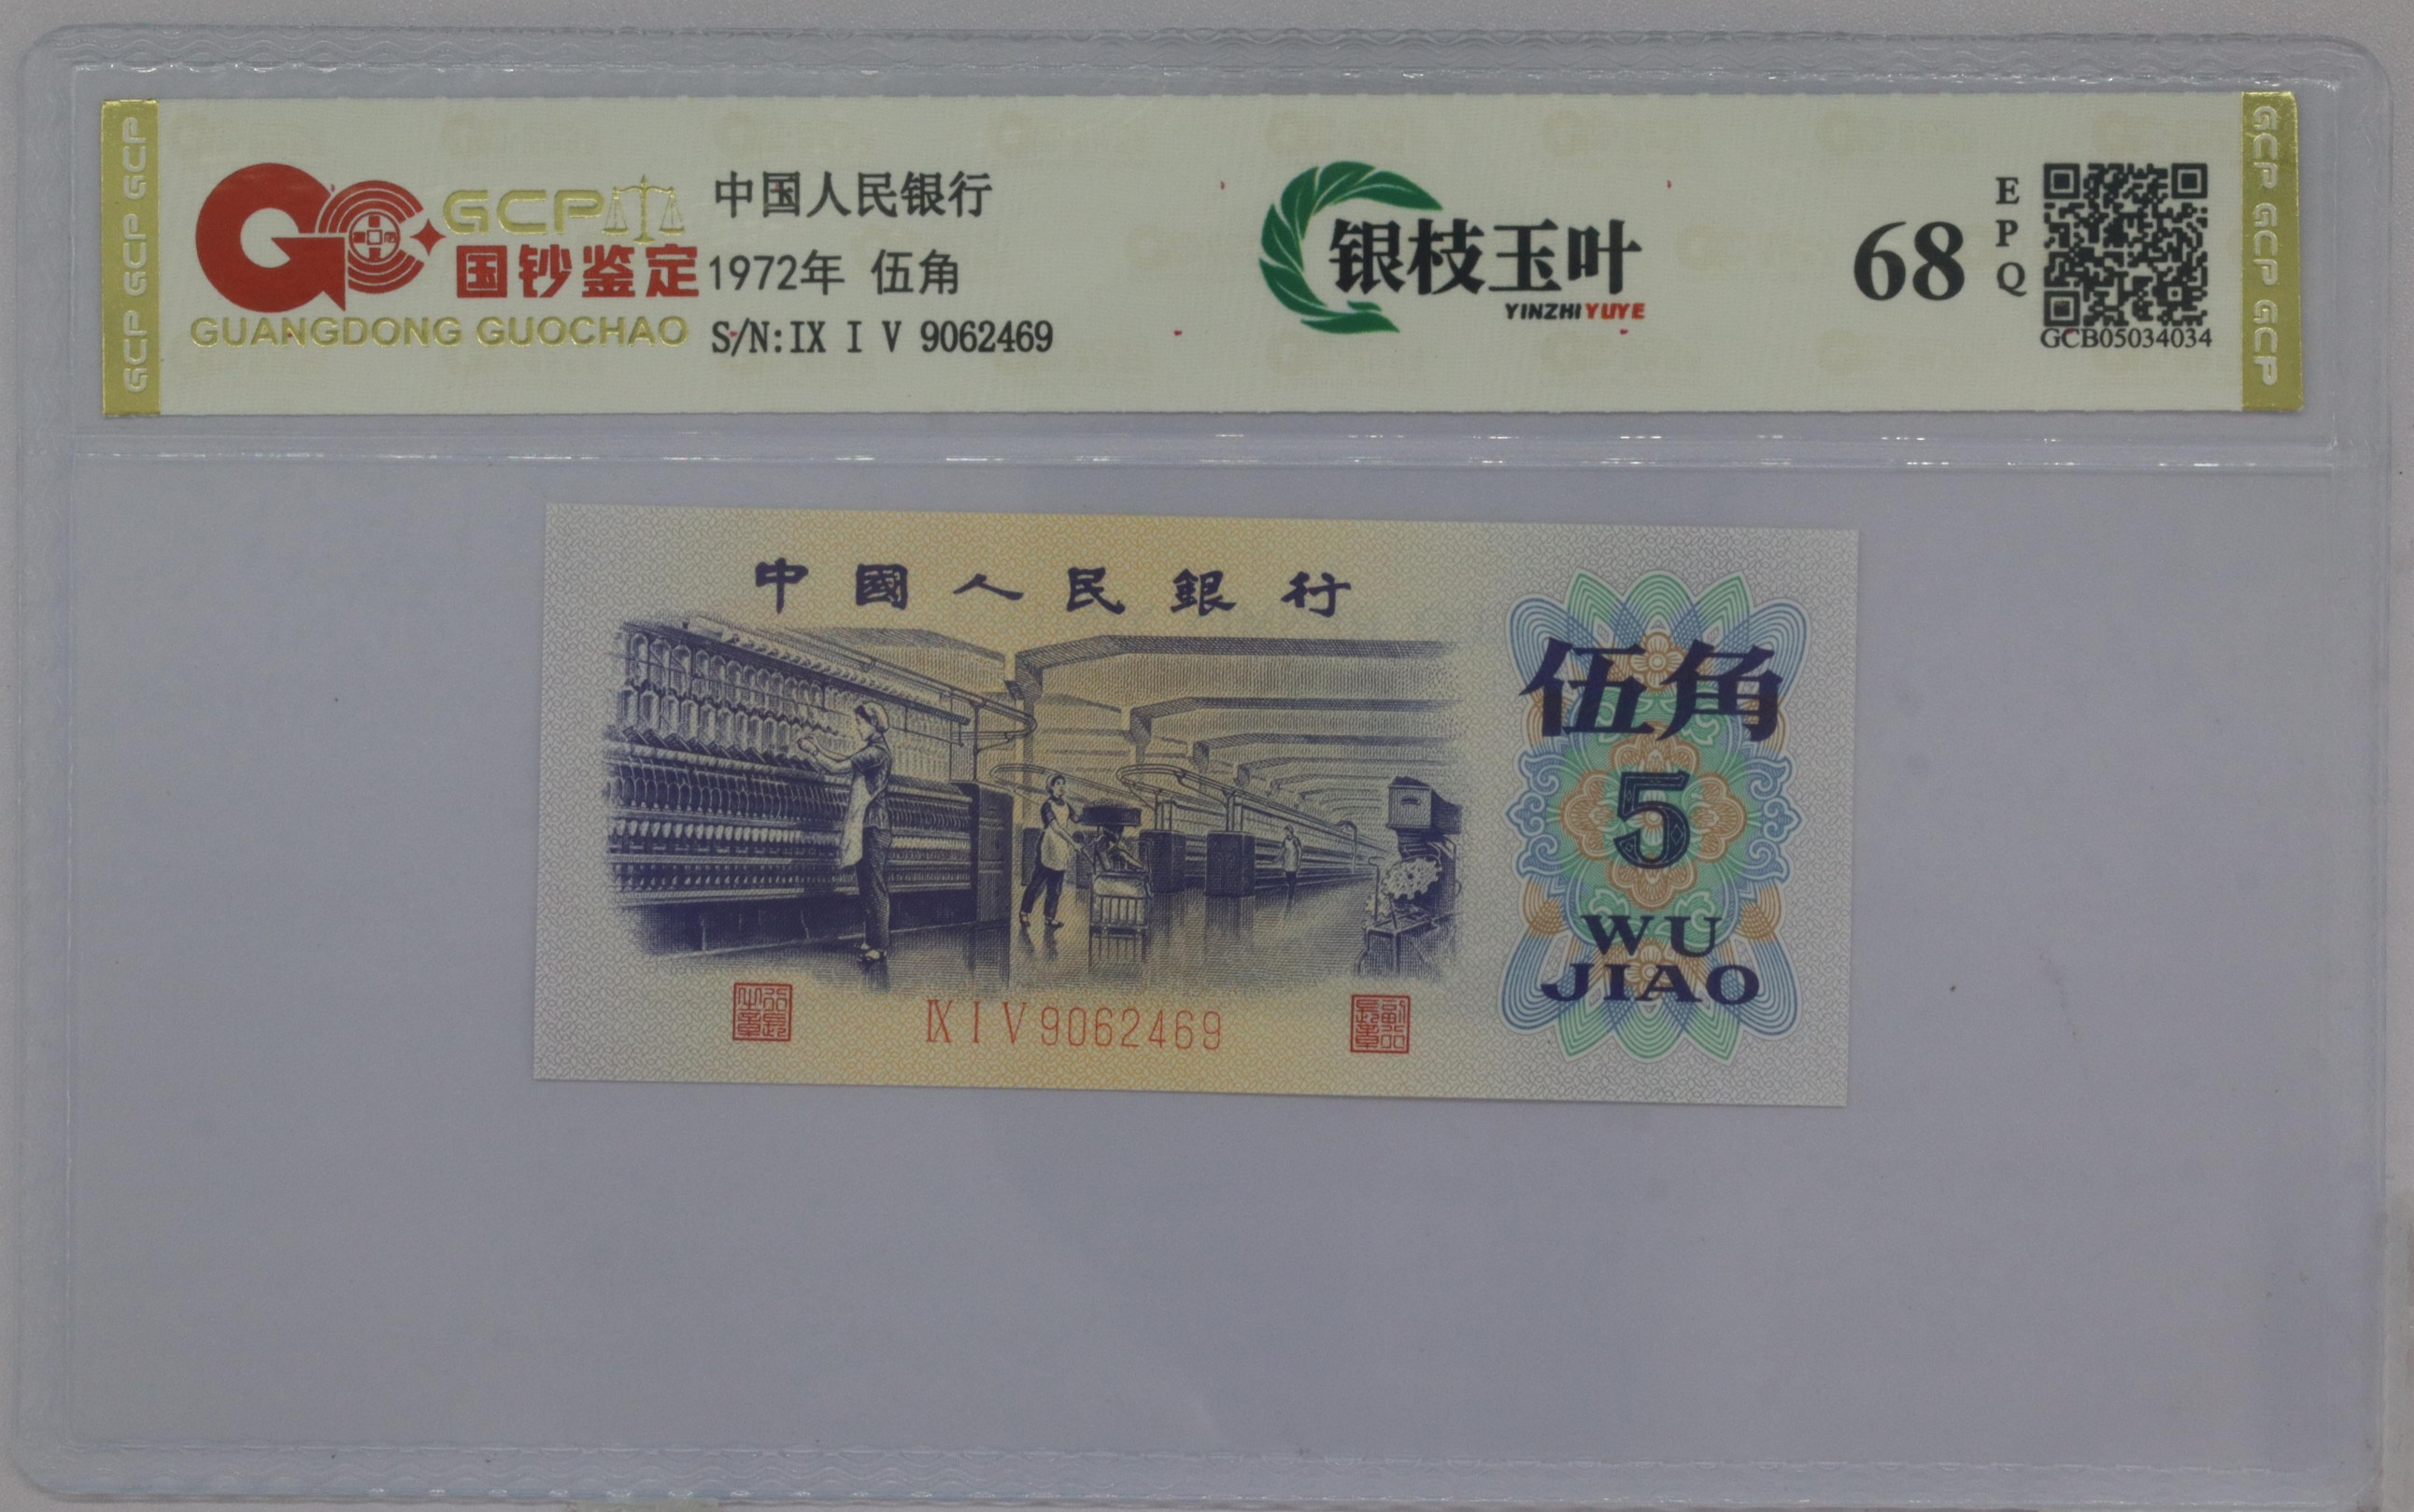 GCP GCP GCP
GCP
国钞鉴定
GUANGDONG GUOCHAO
中国人民银行
1972年 伍角
S/N:IX I V 9062469
银枝玉叶
YINZHIYUYE
68
EPQ
GCB05034034
GCP GCP GCP
中國人民銀行
伍角
5
WU
JIAO
IX I V 9062469